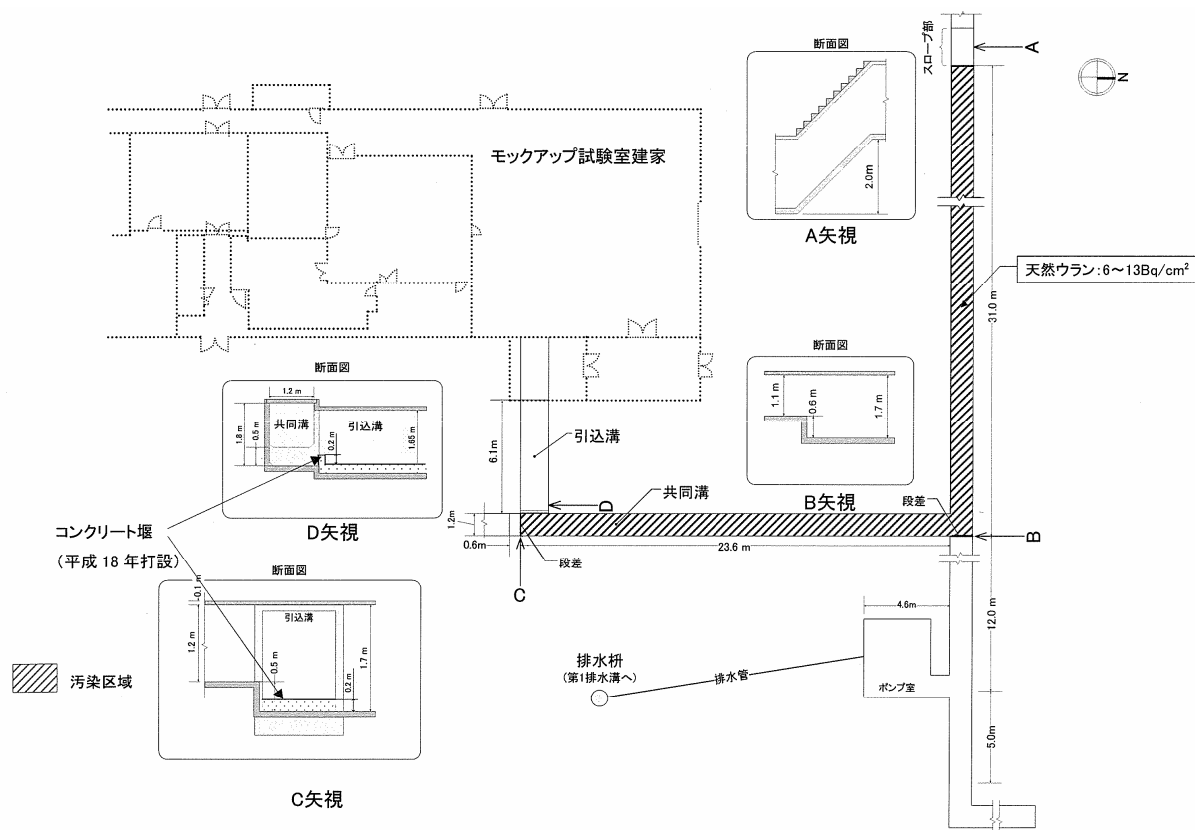 断面図
2.0m
A矢視
スロープ部
A
N
モックアップ試験室建家
天然ウラン:6～13Bq/cm²
31.0 m
断面図
1.2 m
1.8 m
0.5 m
共同溝
引込溝
0.2 m
1.65 m
D矢視
6.1m
引込溝
断面図
1.1 m
0.6 m
1.7 m
B矢視
共同溝
段差
D
B
1.2m
0.6m
段差
23.6 m
C
コンクリート堰
(平成 18 年打設)
断面図
0.1 m
引込溝
1.2 m
0.5 m
1.7 m
0.2 m
C矢視
汚染区域
4.6m
12.0 m
排水枡
(第1排水溝へ)
排水管
ポンプ室
5.0m